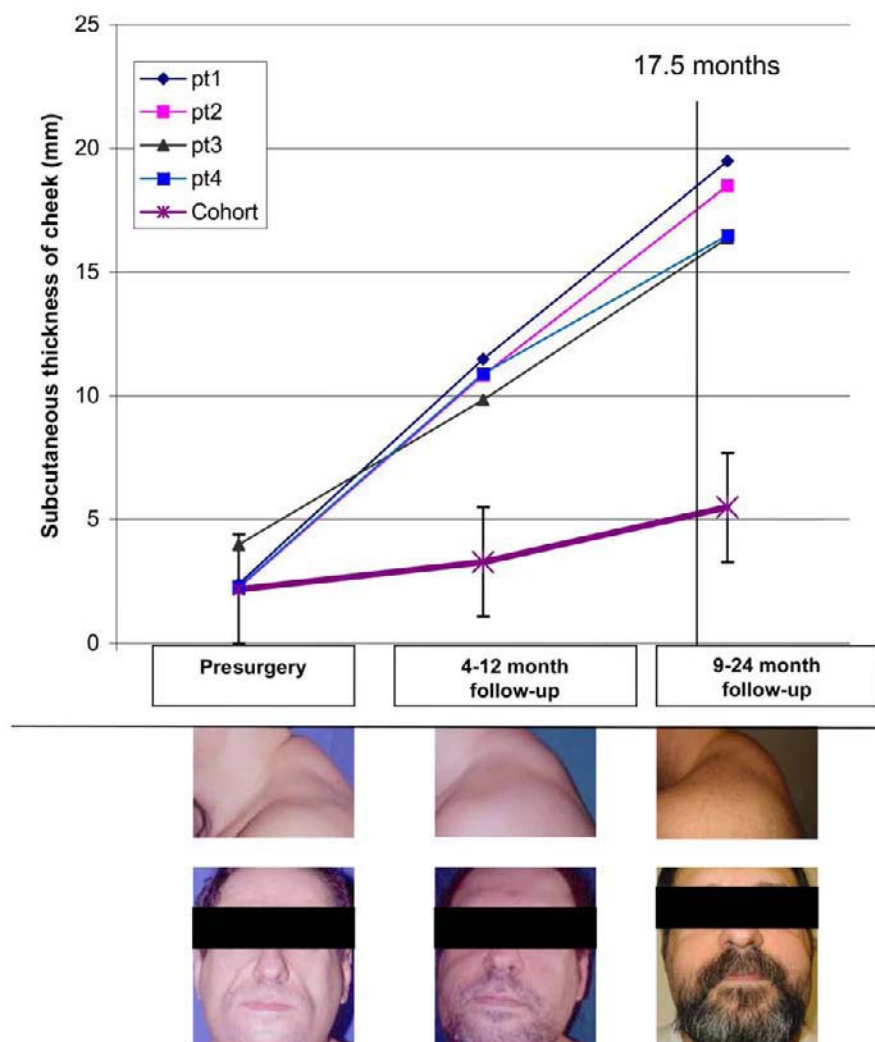 25
20
15
10
5
0
Subcutaneous thickness of cheek (mm)
pt1
pt2
pt3
pt4
Cohort
17.5 months
Presurgery
4-12 month
follow-up
9-24 month
follow-up